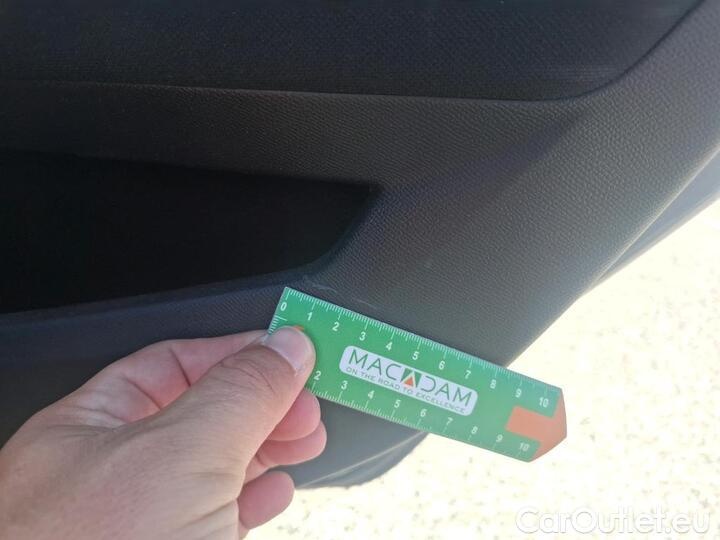 0 1 2 3 4 5 6 7 8 9 10
MACADAM
ON THE ROAD TO EXCELLENCE
2 3 4 5 6 7 8 9 10
CarOutlet.eu